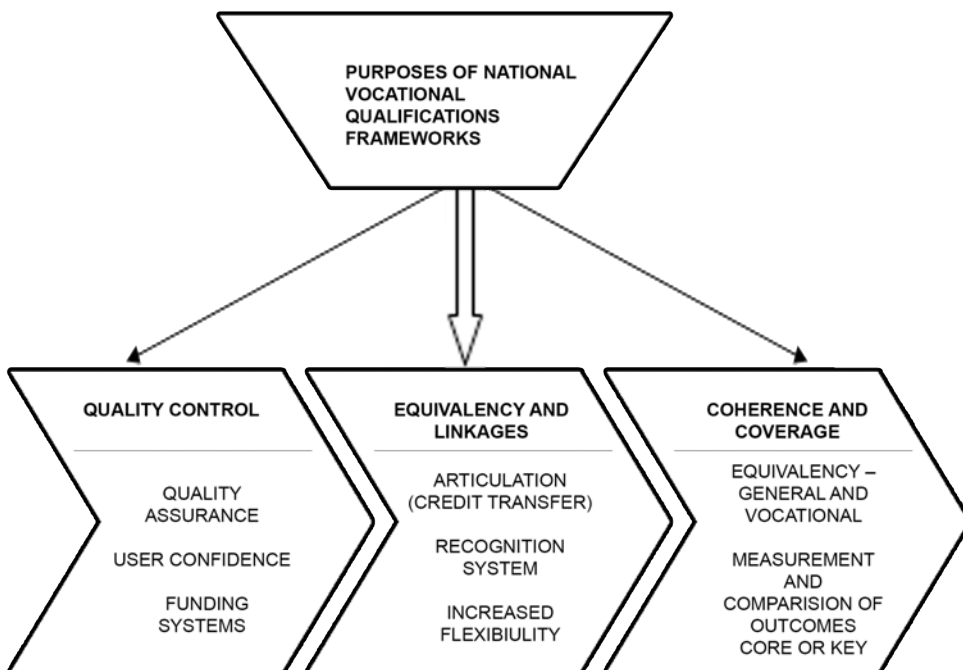 PURPOSES OF NATIONAL
VOCATIONAL
QUALIFICATIONS
FRAMEWORKS
QUALITY CONTROL
QUALITY
ASSURANCE
USER CONFIDENCE
FUNDING
SYSTEMS
EQUIVALENCY AND
LINKAGES
ARTICULATION
(CREDIT TRANSFER)
RECOGNITION
SYSTEM
INCREASED
FLEXIBIULITY
COHERENCE AND
COVERAGE
EQUIVALENCY –
GENERAL AND
VOCATIONAL
MEASUREMENT
AND
COMPARISION OF
OUTCOMES
CORE OR KEY